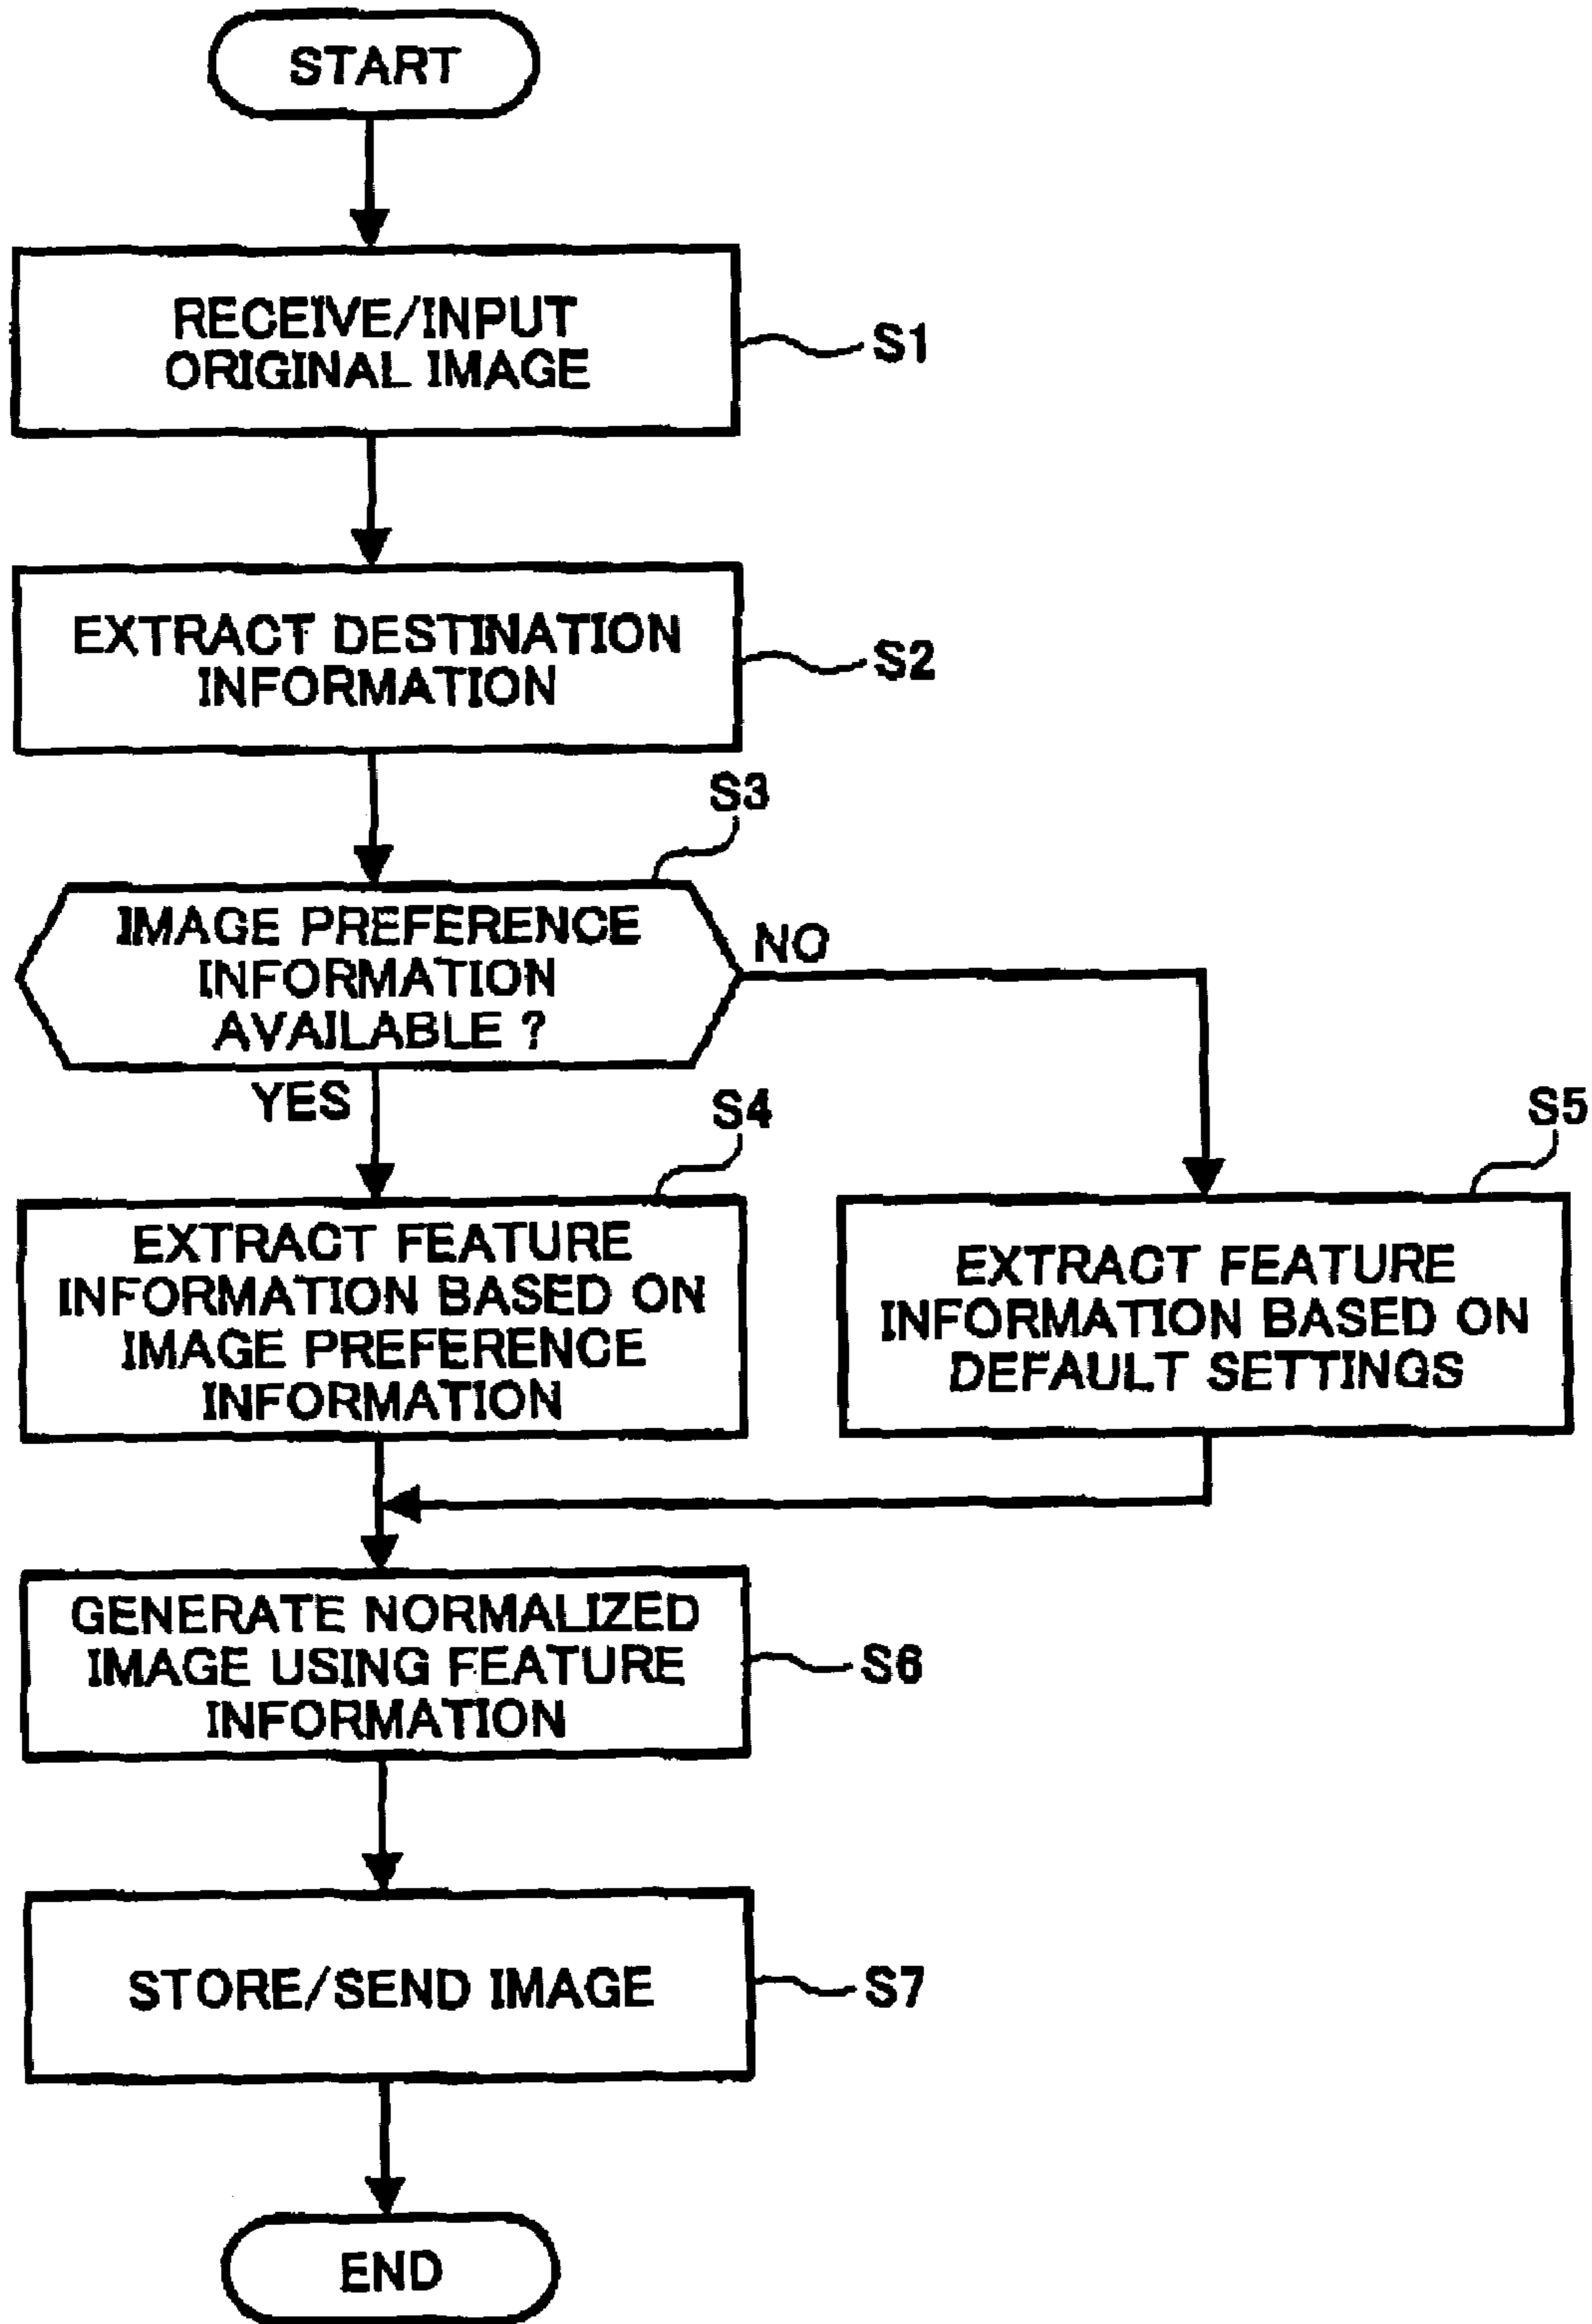 START
RECEIVE/INPUT
ORIGINAL IMAGE
S1
EXTRACT DESTINATION
INFORMATION
S2
S3
IMAGE PREFERENCE
INFORMATION
AVAILABLE ?
NO
YES
S4
EXTRACT FEATURE
INFORMATION BASED ON
IMAGE PREFERENCE
INFORMATION
S5
EXTRACT FEATURE
INFORMATION BASED ON
DEFAULT SETTINGS
GENERATE NORMALIZED
IMAGE USING FEATURE
INFORMATION
S6
STORE/SEND IMAGE
S7
END